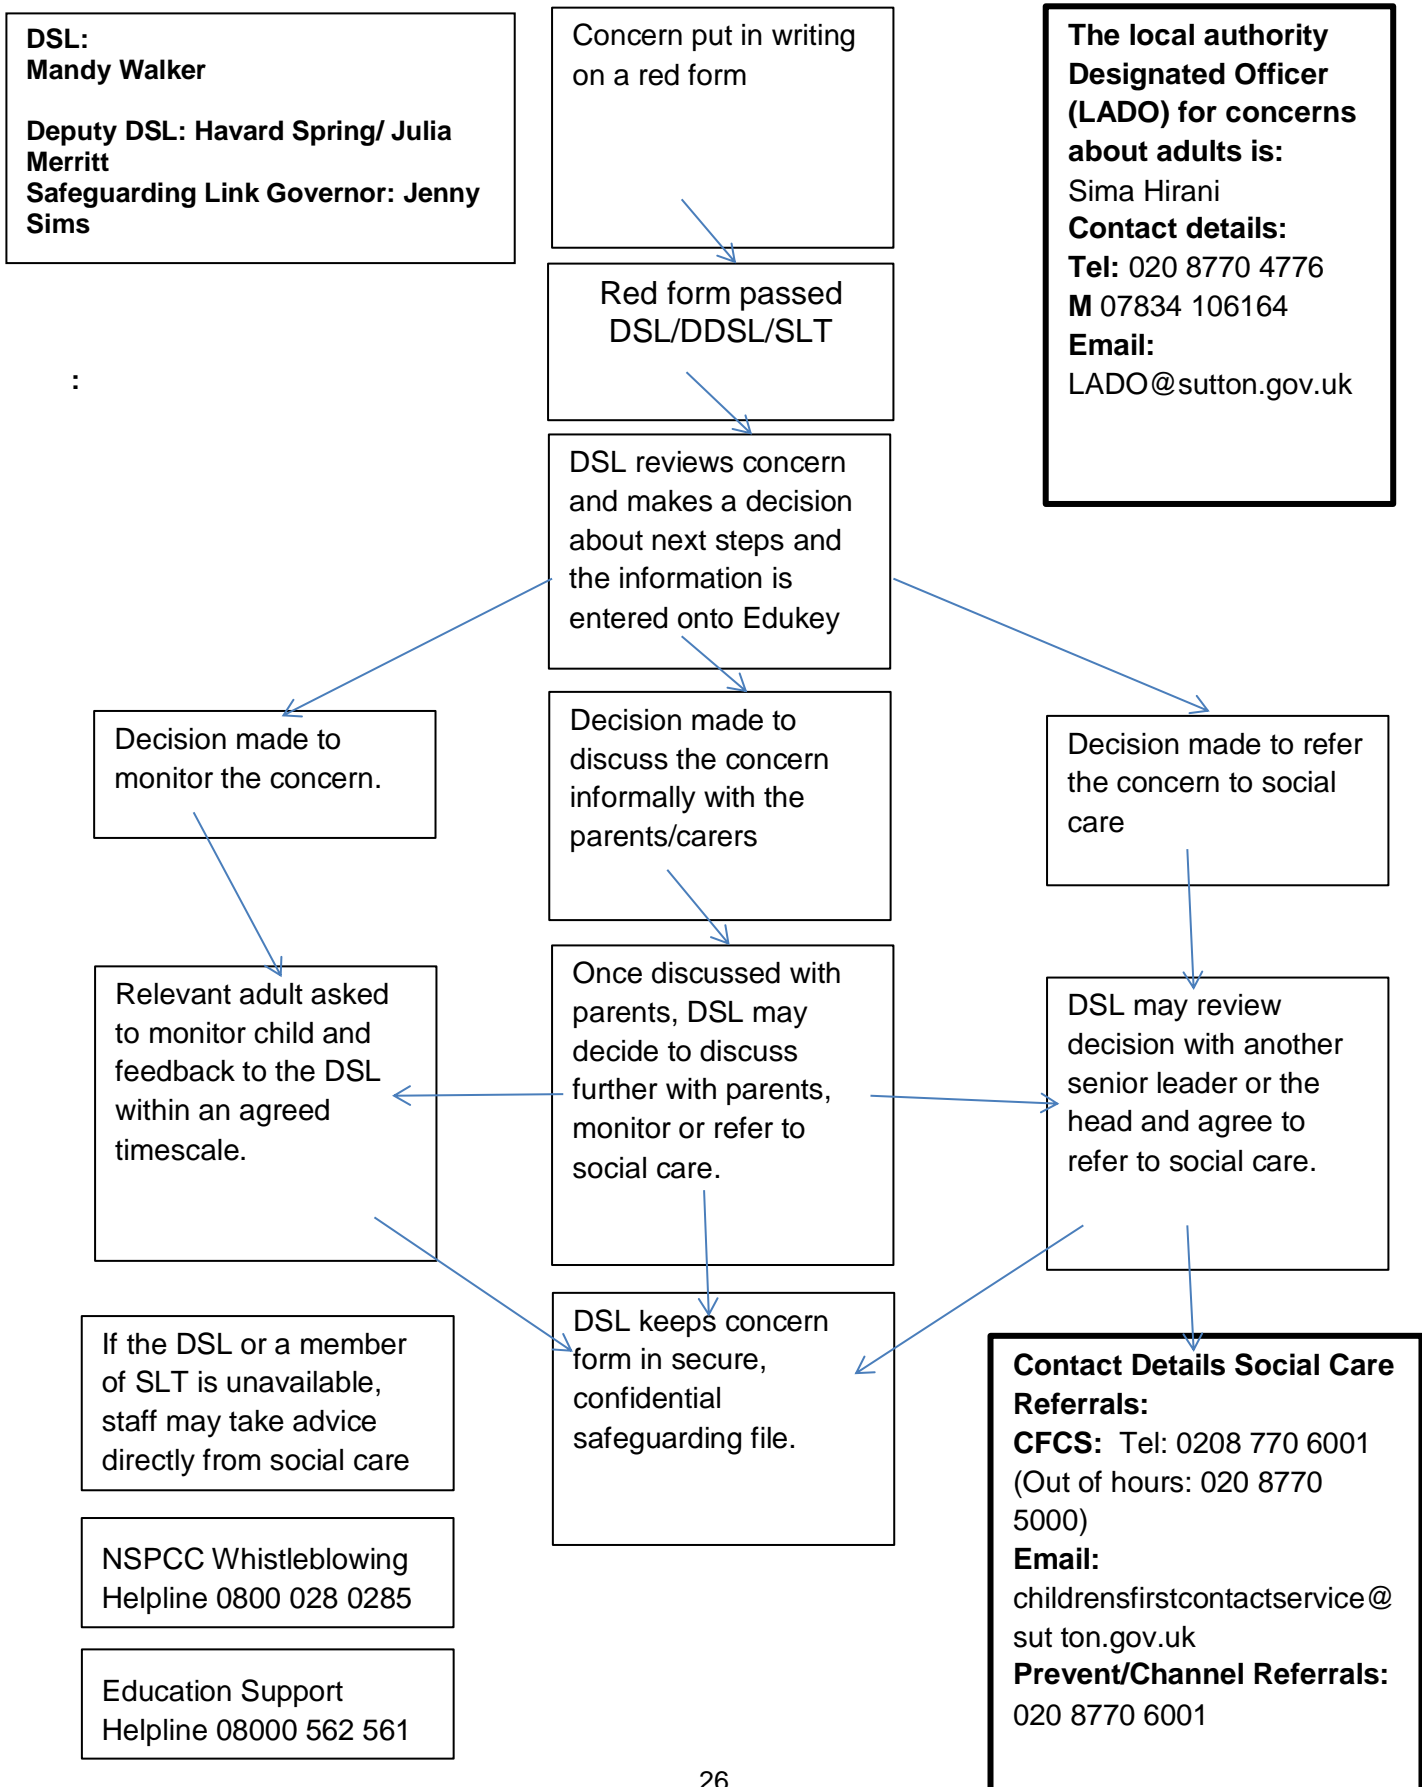 DSL:
Mandy Walker
Deputy DSL: Havard Spring/ Julia
Merritt
Safeguarding Link Governor: Jenny
Sims
Concern put in writing
on a red form
The local authority
Designated Officer
(LADO) for concerns
about adults is:
Sima Hirani
Contact details:
Tel: 020 8770 4776
M 07834 106164
Email:
LADO@sutton.gov.uk
Red form passed
DSL/DDSL/SLT
:
DSL reviews concern
and makes a decision
about next steps and
the information is
entered onto Edukey
Decision made to
monitor the concern.
Decision made to
discuss the concern
informally with the
parents/carers
Decision made to refer
the concern to social
care
Relevant adult asked
to monitor child and
feedback to the DSL
within an agreed
timescale.
Once discussed with
parents, DSL may
decide to discuss
further with parents,
monitor or refer to
social care.
DSL may review
decision with another
senior leader or the
head and agree to
refer to social care.
If the DSL or a member
of SLT is unavailable,
staff may take advice
directly from social care
DSL keeps concern
form in secure,
confidential
safeguarding file.
Contact Details Social Care
Referrals:
CFCS:  Tel: 0208 770 6001
(Out of hours: 020 8770
5000)
Email:
childrensfirstcontactservice@
sut ton.gov.uk
Prevent/Channel Referrals:
020 8770 6001
NSPCC Whistleblowing
Helpline 0800 028 0285
Education Support
Helpline 08000 562 561
26